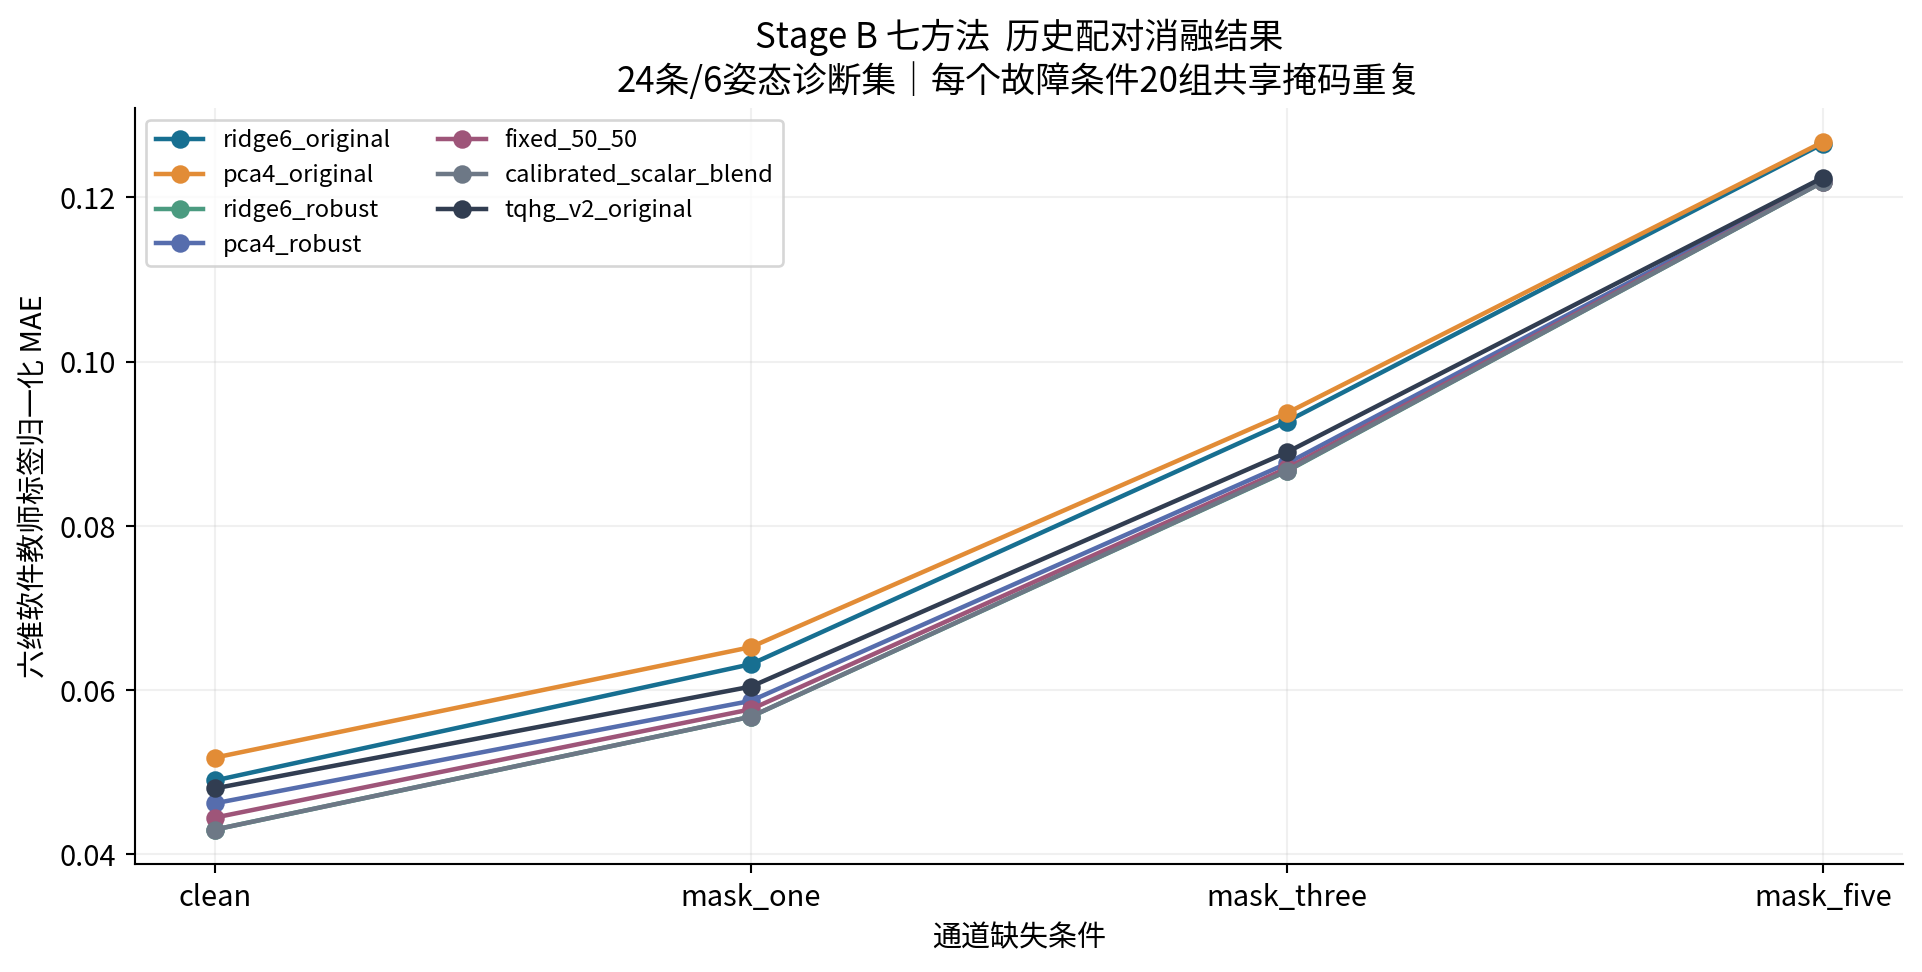 Stage B 七方法 历史配对消融结果
24条/6姿态诊断集｜每个故障条件20组共享掩码重复
ridge6_original
pca4_original
ridge6_robust
pca4_robust
fixed_50_50
calibrated_scalar_blend
tqhg_v2_original
六维软件教师标签归一化 MAE
0.12
0.10
0.08
0.06
0.04
clean
mask_one
mask_three
mask_five
通道缺失条件